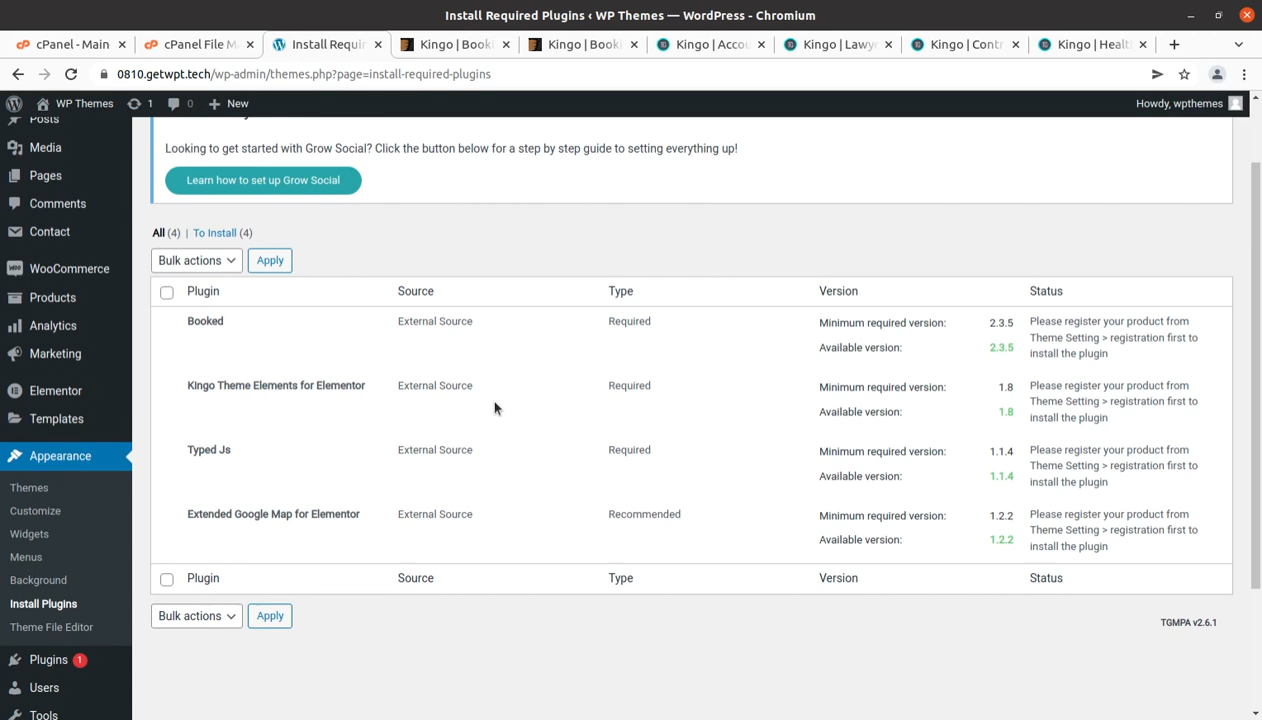 Install Required Plugins ‹ WP Themes — WordPress - Chromium
cPanel - Main
cPanel File M
Install Requir
Kingo | Booki
Kingo | Booki
Kingo | Accou
Kingo | Lawye
Kingo | Contr
Kingo | Healt
0810.getwpt.tech/wp-admin/themes.php?page=install-required-plugins
WP Themes
1
0
New
Howdy, wpthemes
Posts
Media
Pages
Comments
Contact
WooCommerce
Products
Analytics
Marketing
Elementor
Templates
Appearance
Themes
Customize
Widgets
Menus
Background
Install Plugins
Theme File Editor
Plugins 1
Users
Tools
Looking to get started with Grow Social? Click the button below for a step by step guide to setting everything up!
Learn how to set up Grow Social
All (4) | To Install (4)
Bulk actions Apply
Plugin Source Type Version Status
Booked External Source Required Minimum required version: 2.3.5 Please register your product from
Available version: 2.3.5 Theme Setting > registration first to
install the plugin
Kingo Theme Elements for Elementor External Source Required Minimum required version: 1.8 Please register your product from
Available version: 1.8 Theme Setting > registration first to
install the plugin
Typed Js External Source Required Minimum required version: 1.1.4 Please register your product from
Available version: 1.1.4 Theme Setting > registration first to
install the plugin
Extended Google Map for Elementor External Source Recommended Minimum required version: 1.2.2 Please register your product from
Available version: 1.2.2 Theme Setting > registration first to
install the plugin
Plugin Source Type Version Status
Bulk actions Apply
TGMPA v2.6.1